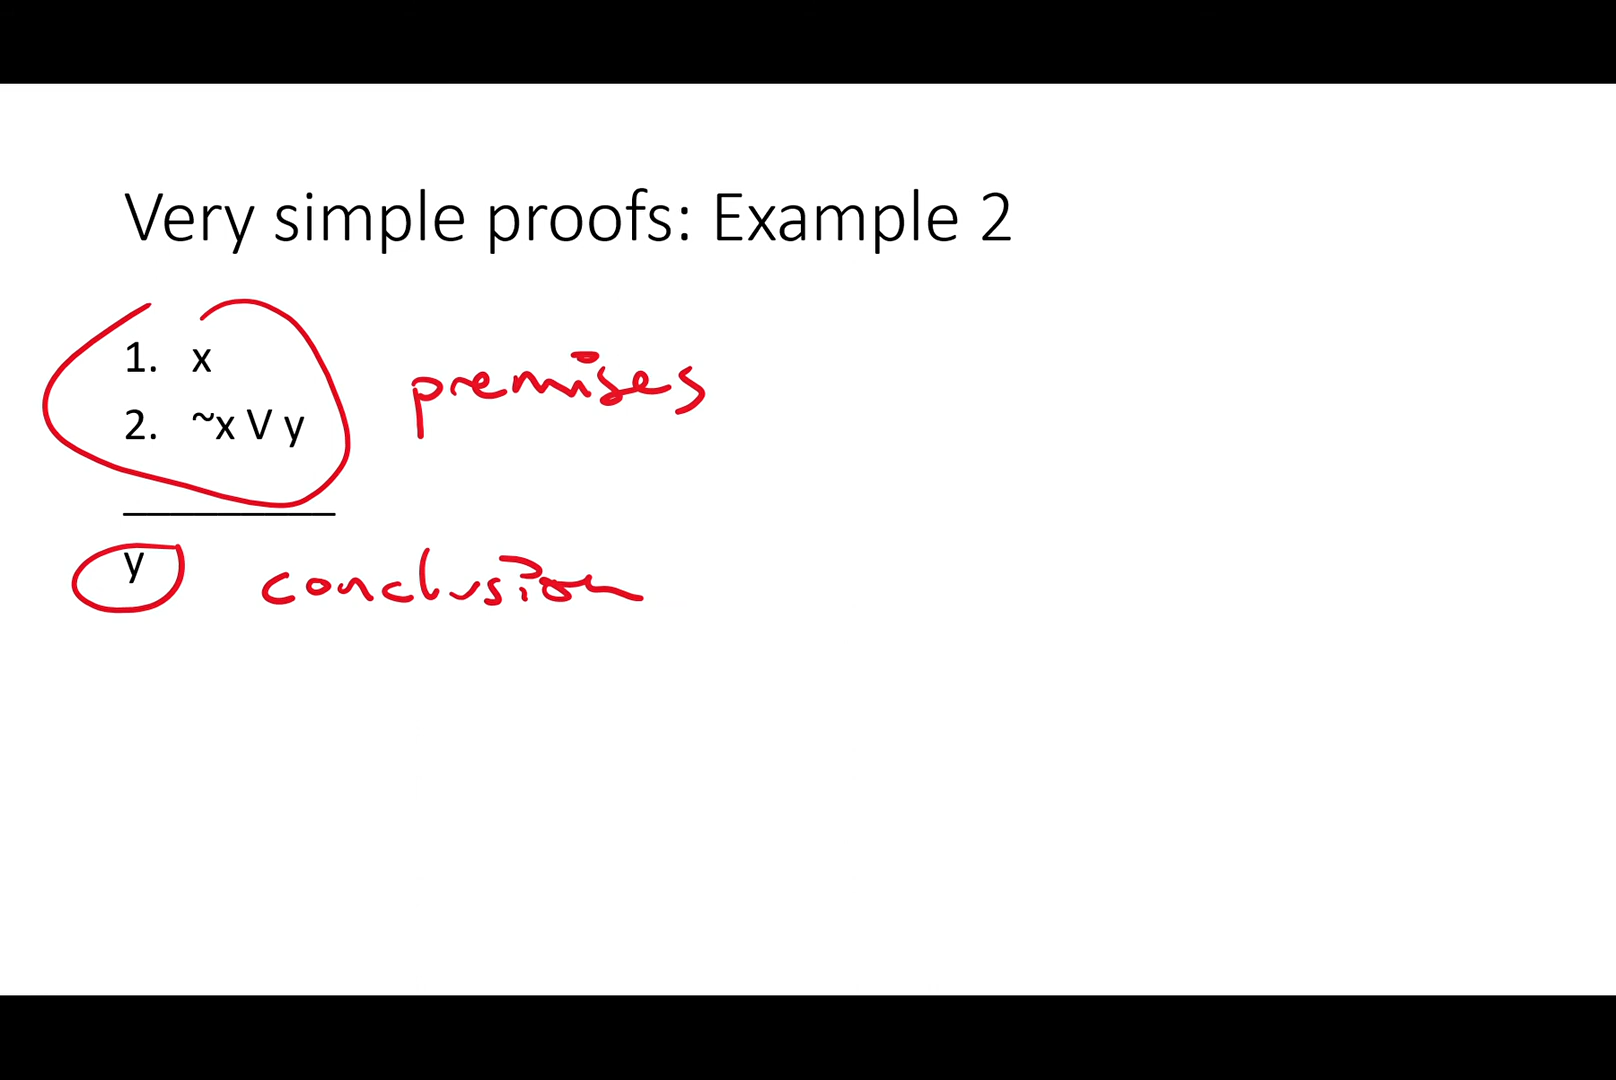 Very simple proofs: Example 2
1. x
2. ~x V y
premises
y
conclusion